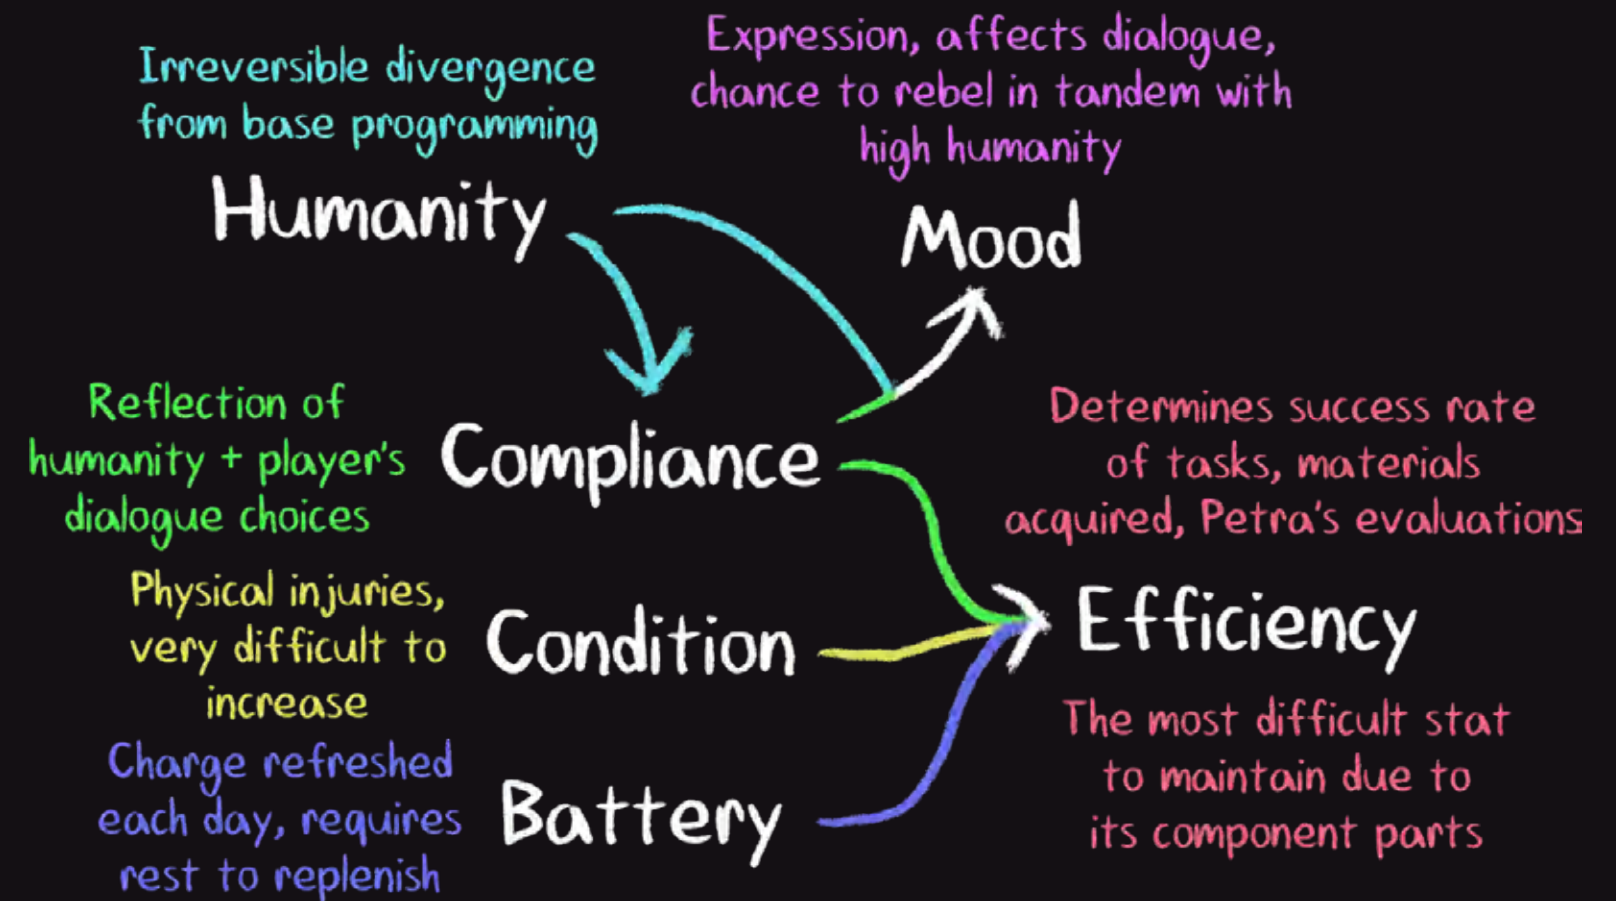 Irreversible divergence
from base programming
Humanity
Expression, affects dialogue,
chance to rebel in tandem with
high humanity
Mood
Reflection of
humanity + player's
dialogue choices
Compliance
Physical injuries,
very difficult to
increase
Condition
Charge refreshed
each day, requires
rest to replenish
Battery
Determines success rate
of tasks, materials
acquired, Petra's evaluations
Efficiency
The most difficult stat
to maintain due to
its component parts